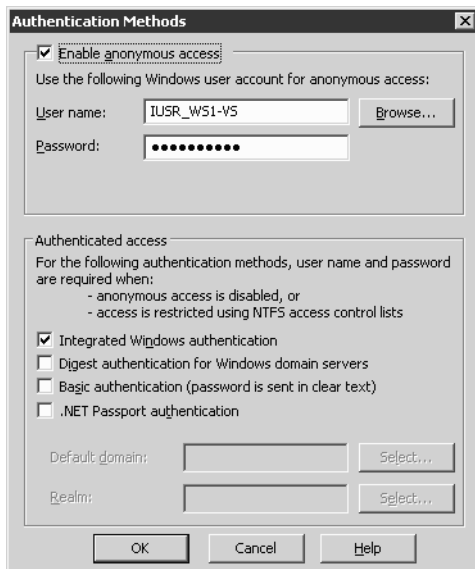 Authentication Methods
Enable anonymous access
Use the following Windows user account for anonymous access:
User name: IUSR_WS1-VS Browse...
Password: ●●●●●●●●●●
Authenticated access
For the following authentication methods, user name and password
are required when:
- anonymous access is disabled, or
- access is restricted using NTFS access control lists
Integrated Windows authentication
Digest authentication for Windows domain servers
Basic authentication (password is sent in clear text)
.NET Passport authentication
Default domain: Select...
Realm: Select...
OK Cancel Help